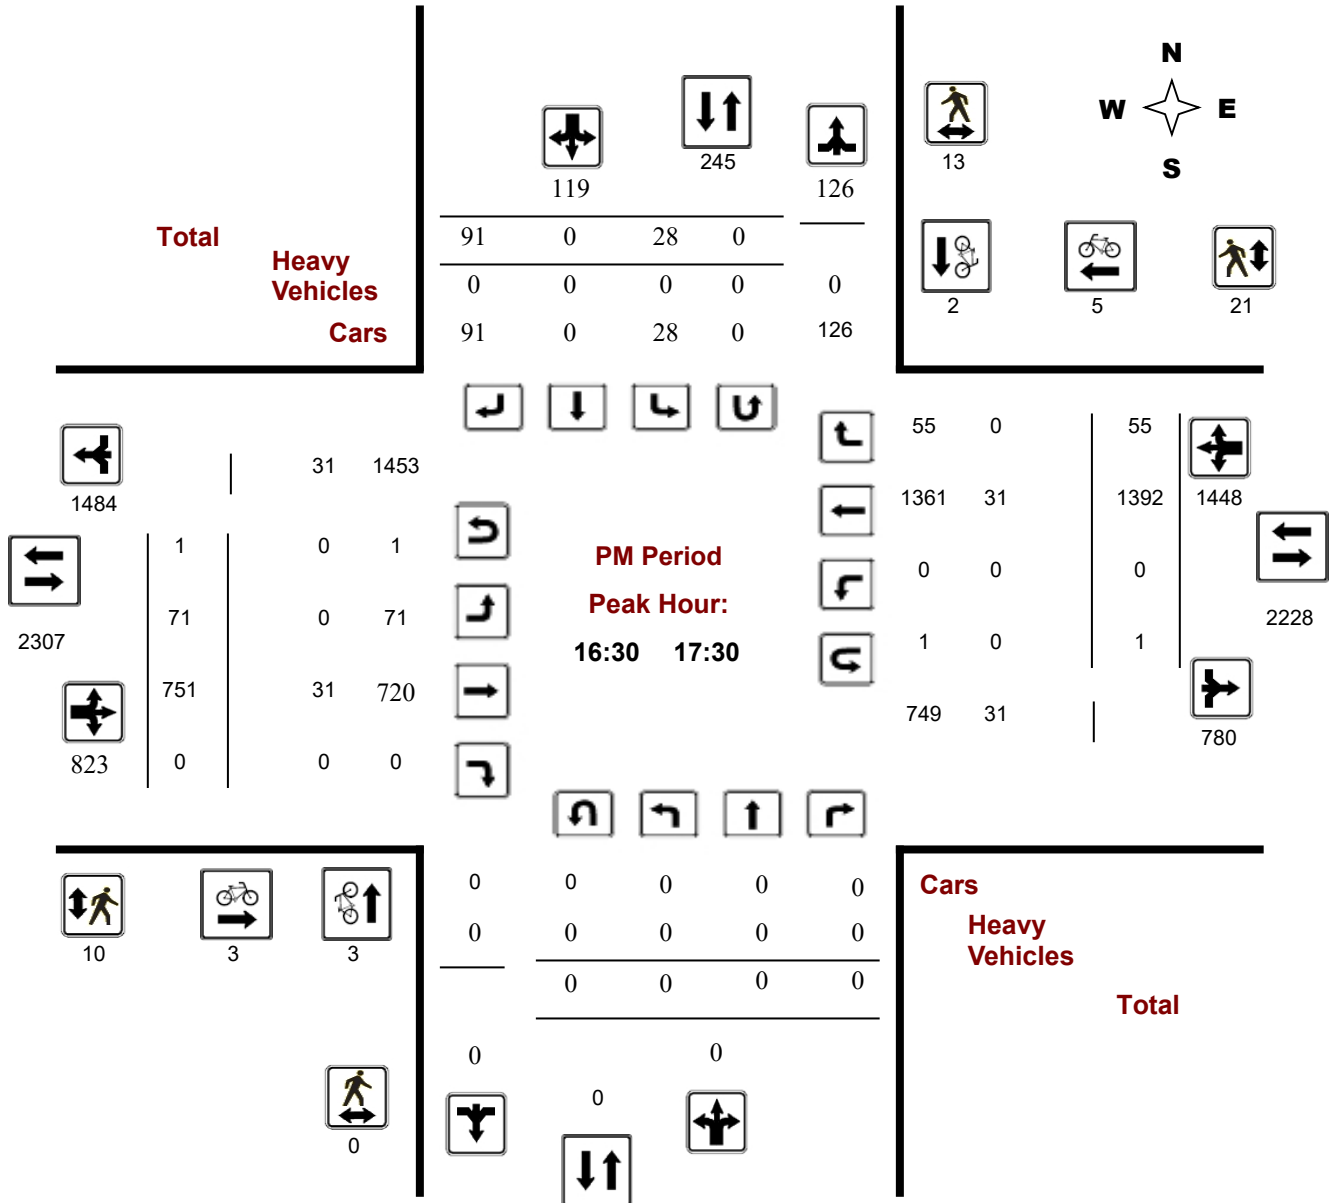 N
W E
S
245
13
119 126
Total 91 0 28 0
Heavy
Vehicles 0 0 0 0 0
Cars 91 0 28 0 126
2 5 21
55 0 55
31 1453
1484
1361 31 1392 1448
1 0 1
PM Period
0 0 0
71 0 71
Peak Hour:
2307
16:30 17:30
1 0 1
2228
751 31 720
749 31
780
823 0 0 0
0 0 0 0 0
Cars
0 0 0 0 0
Heavy
Vehicles
10 3 3
0 0 0 0
Total
0 0
0
0